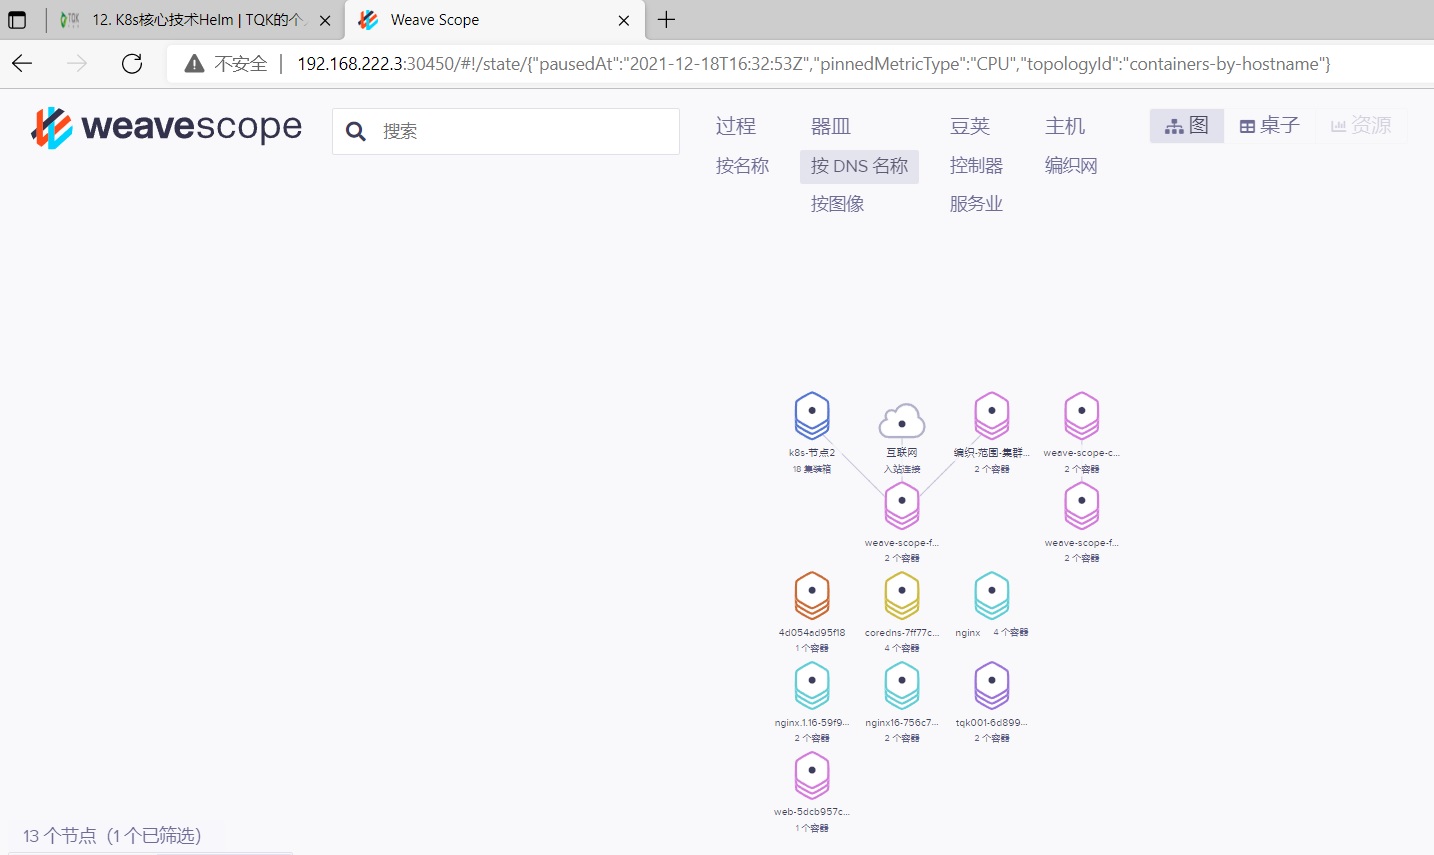 12. K8s核心技术Helm | TQK的个
Weave Scope
不安全 192.168.222.3:30450/#!/state/{"pausedAt":"2021-12-18T16:32:53Z","pinnedMetricType":"CPU","topologyId":"containers-by-hostname"}
weavescope
搜索
过程 器皿 豆荚 主机
按名称 按 DNS 名称 控制器 编织网
按图像 服务业
图 桌子 资源
k8s-节点2
18 集装箱
互联网
入站连接
编织-范围-集群...
2 个容器
weave-scope-c...
2 个容器
weave-scope-f...
2 个容器
weave-scope-f...
2 个容器
4d054ad95f18
1 个容器
coredns-7ff77c...
4 个容器
nginx 4 个容器
nginx.1.16-59f9...
2 个容器
nginx16-756c7...
2 个容器
tqk001-6d899...
2 个容器
web-5dcb957c...
1 个容器
13 个节点（1 个已筛选）